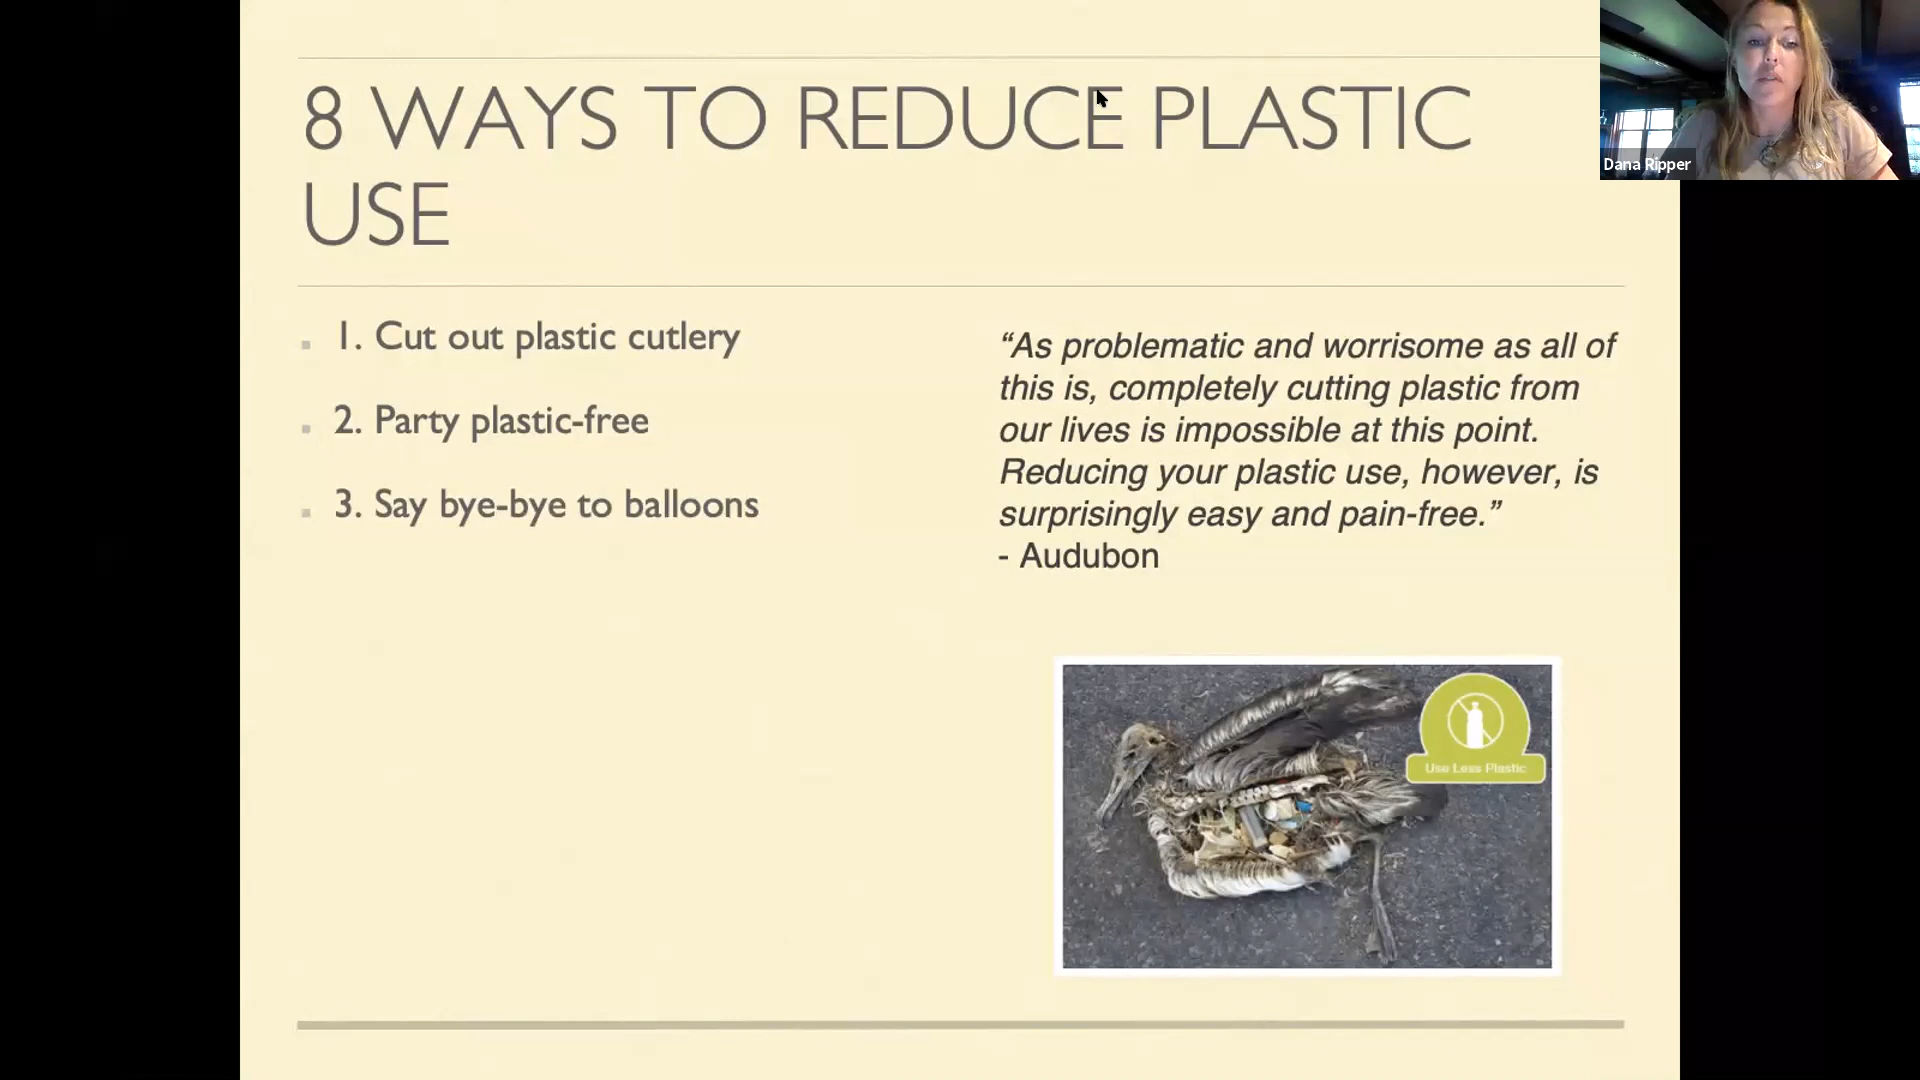 8 WAYS TO REDUCE PLASTIC
USE
1. Cut out plastic cutlery
2. Party plastic-free
3. Say bye-bye to balloons
“As problematic and worrisome as all of
this is, completely cutting plastic from
our lives is impossible at this point.
Reducing your plastic use, however, is
surprisingly easy and pain-free.”
- Audubon
Use Less Plastic
Dana Ripper